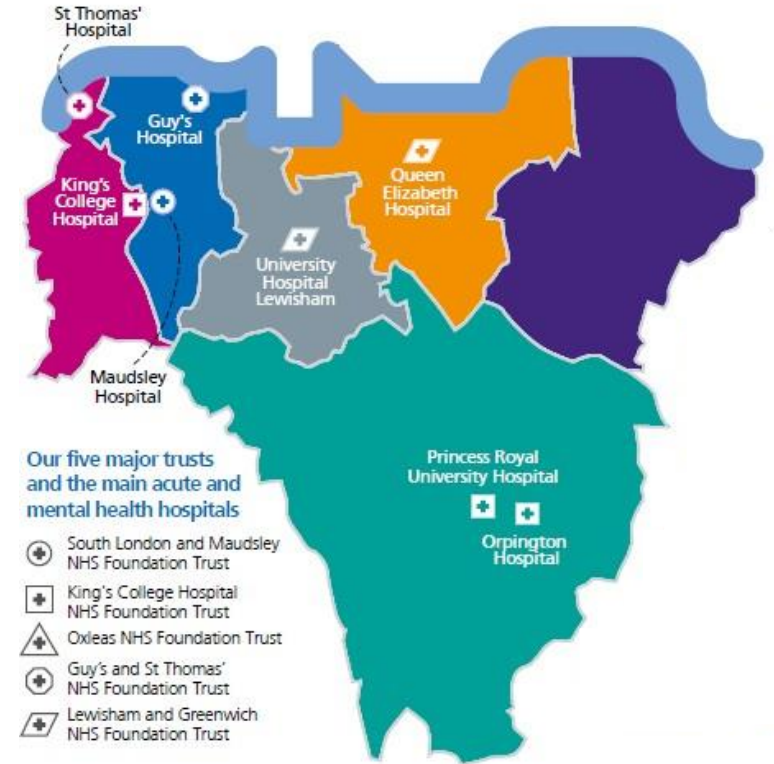 St Thomas'
Hospital
Guy's
Hospital
King's
College
Hospital
Queen
Elizabeth
Hospital
University
Hospital
Lewisham
Maudsley
Hospital
Princess Royal
University Hospital
Orpington
Hospital
Our five major trusts
and the main acute and
mental health hospitals
South London and Maudsley
NHS Foundation Trust
King's College Hospital
NHS Foundation Trust
Oxleas NHS Foundation Trust
Guy's and St Thomas'
NHS Foundation Trust
Lewisham and Greenwich
NHS Foundation Trust